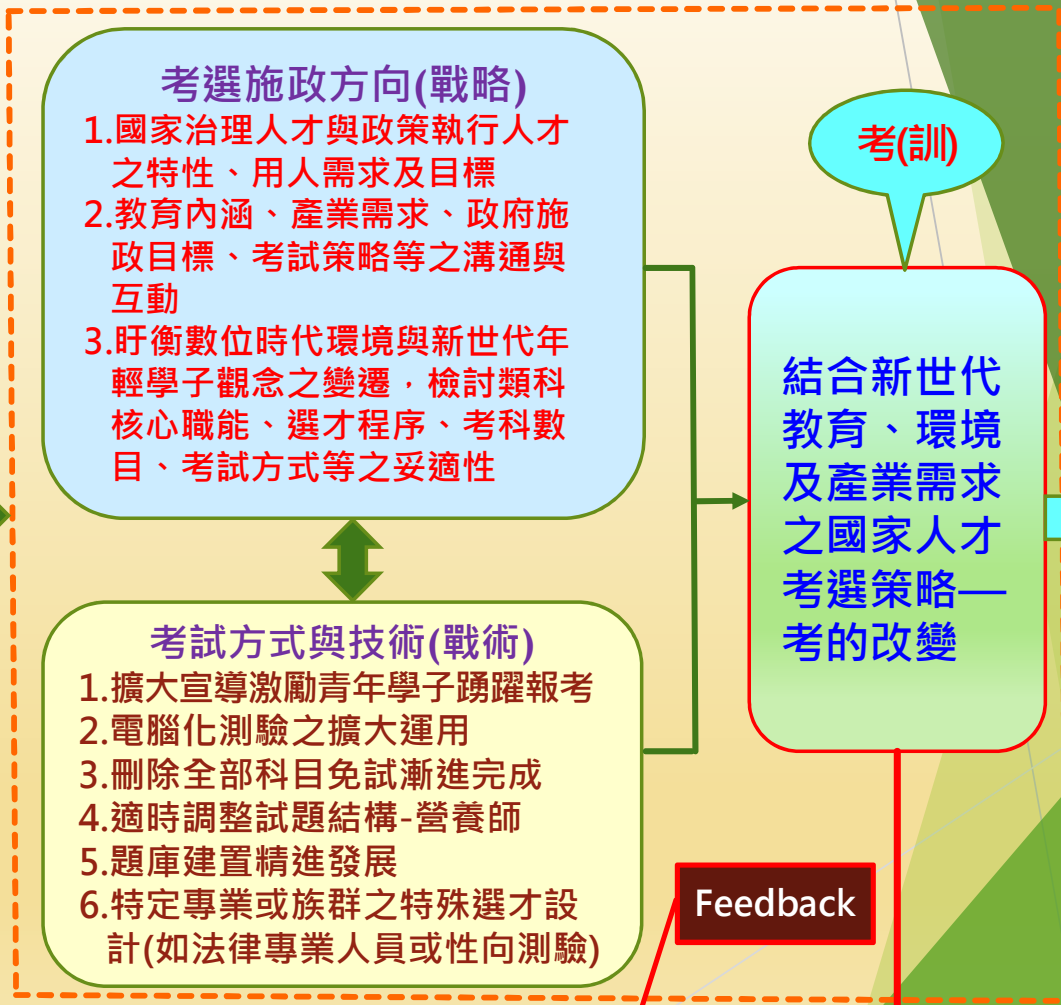 考選施政方向(戰略)
1.國家治理人才與政策執行人才
之特性、用人需求及目標
2.教育內涵、產業需求、政府施
政目標、考試策略等之溝通與
互動
3.盱衡數位時代環境與新世代年
輕學子觀念之變遷，檢討類科
核心職能、選才程序、考科數
目、考試方式等之妥適性
考試方式與技術(戰術)
1.擴大宣導激勵青年學子踴躍報考
2.電腦化測驗之擴大運用
3.刪除全部科目免試漸進完成
4.適時調整試題結構-營養師
5.題庫建置精進發展
6.特定專業或族群之特殊選才設
計(如法律專業人員或性向測驗)
考(訓)
結合新世代
教育、環境
及產業需求
之國家人才
考選策略—
考的改變
Feedback